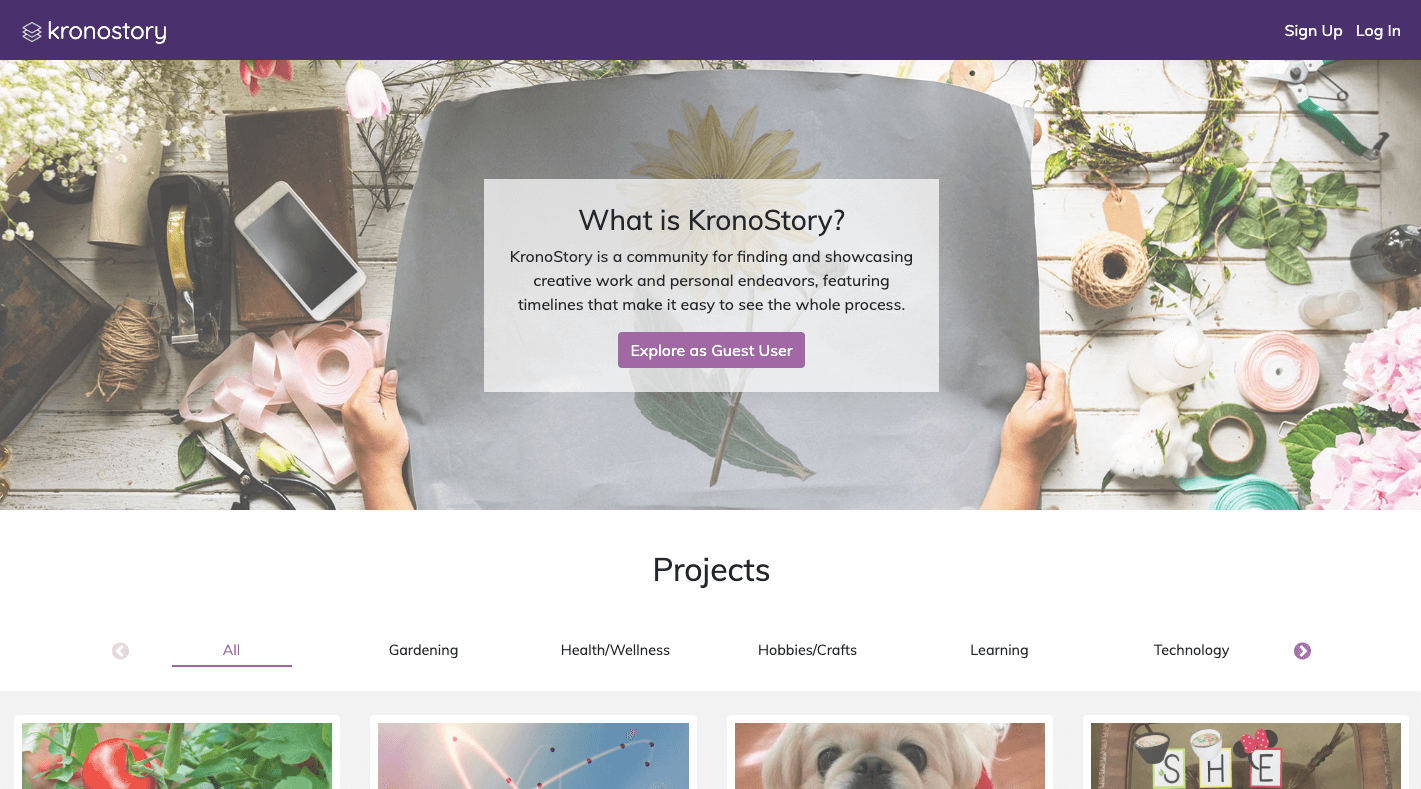 kronostory
Sign Up Log In
What is KronoStory?
KronoStory is a community for finding and showcasing
creative work and personal endeavors, featuring
timelines that make it easy to see the whole process.
Explore as Guest User
Projects
All Gardening Health/Wellness Hobbies/Crafts Learning Technology
S H E